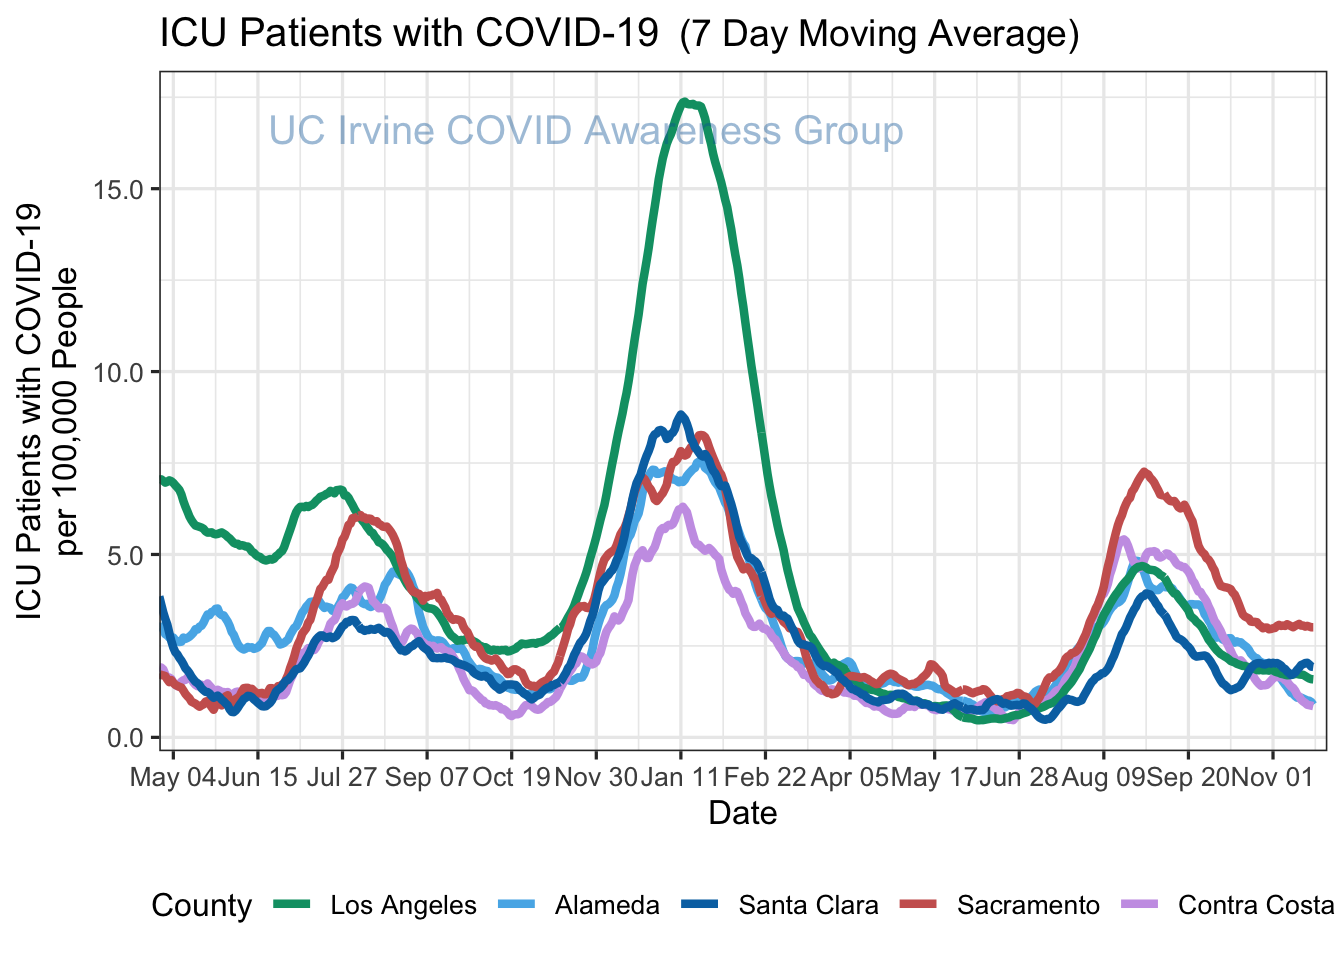 ICU Patients with COVID-19 (7 Day Moving Average)
UC Irvine COVID Awareness Group
ICU Patients with COVID-19
per 100,000 People
15.0
10.0
5.0
0.0
May 04 Jun 15 Jul 27 Sep 07 Oct 19 Nov 30 Jan 11 Feb 22 Apr 05 May 17 Jun 28 Aug 09 Sep 20 Nov 01
Date
County Los Angeles Alameda Santa Clara Sacramento Contra Costa